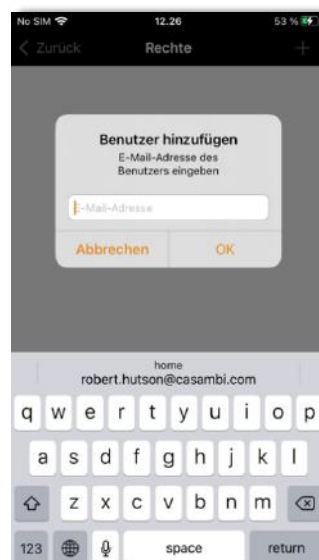 No SIM 12.26 53 %
Zurück Rechte +
Benutzer hinzufügen
E-Mail-Adresse des
Benutzers eingeben
E-Mail-Adresse
Abbrechen OK
home
robert.hutson@casambi.com
q w e r t y u i o p
a s d f g h j k l
z x c v b n m
123 space return